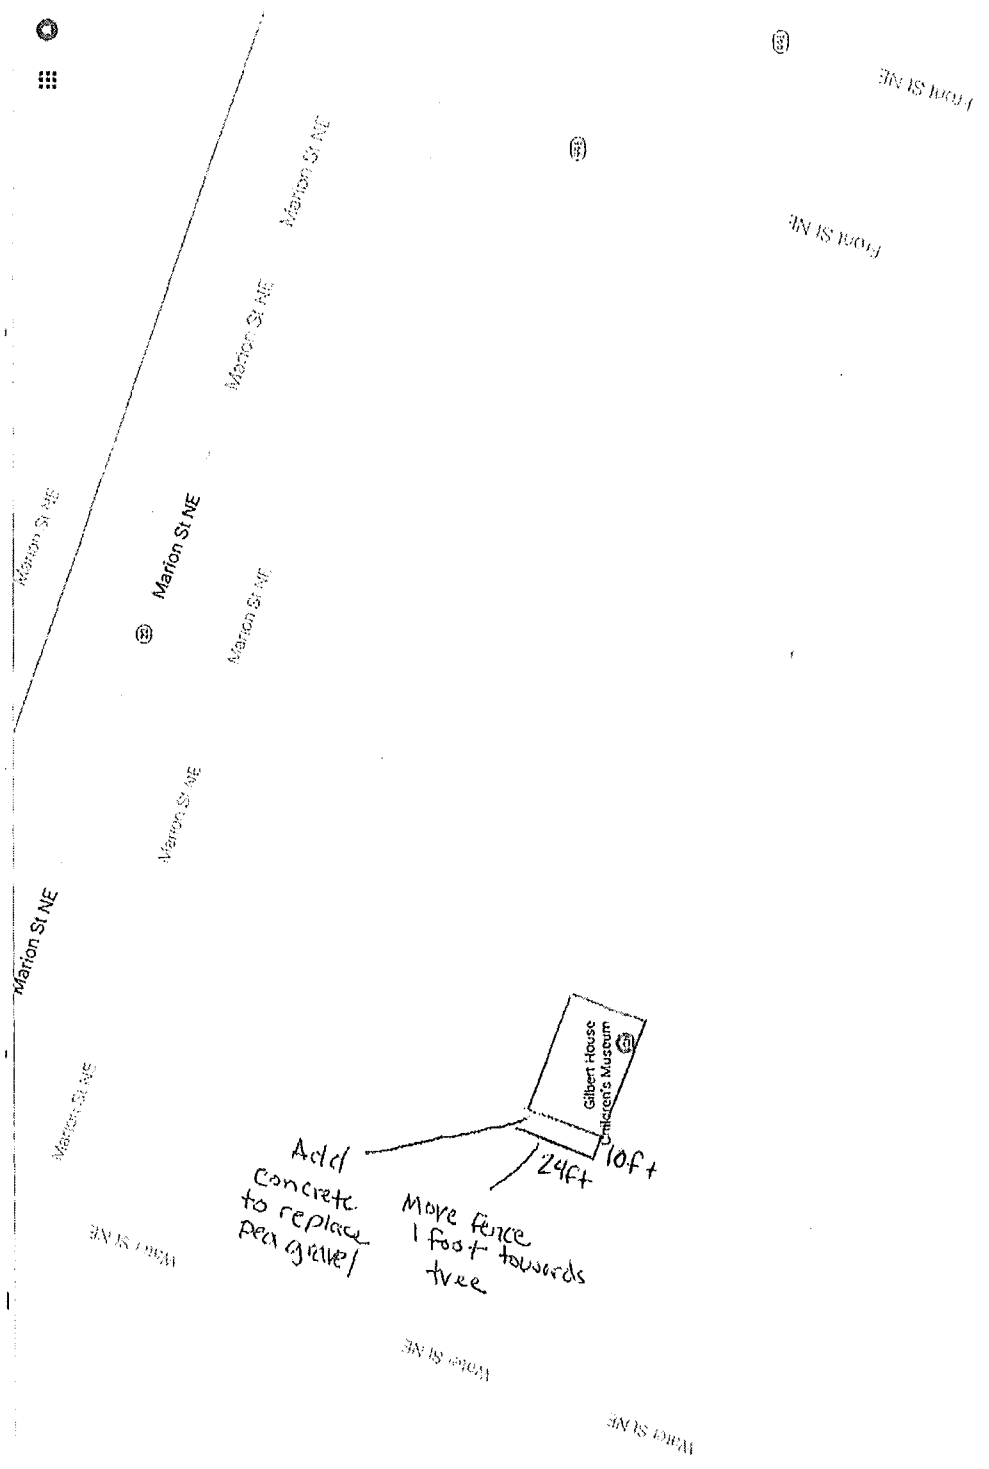 Front St NE
Marion St NE
Front St NE
Marion St NE
Marion St NE
Marion St NE
Marion St NE
Marion St NE
Marion St NE
Marion St NE
Gilbert House
Children's Museum
10ft
24ft
Add
concrete
to replace
pea gravel
More fence
1 foot towards
tree
Water St NE
Water St NE
Water St NE